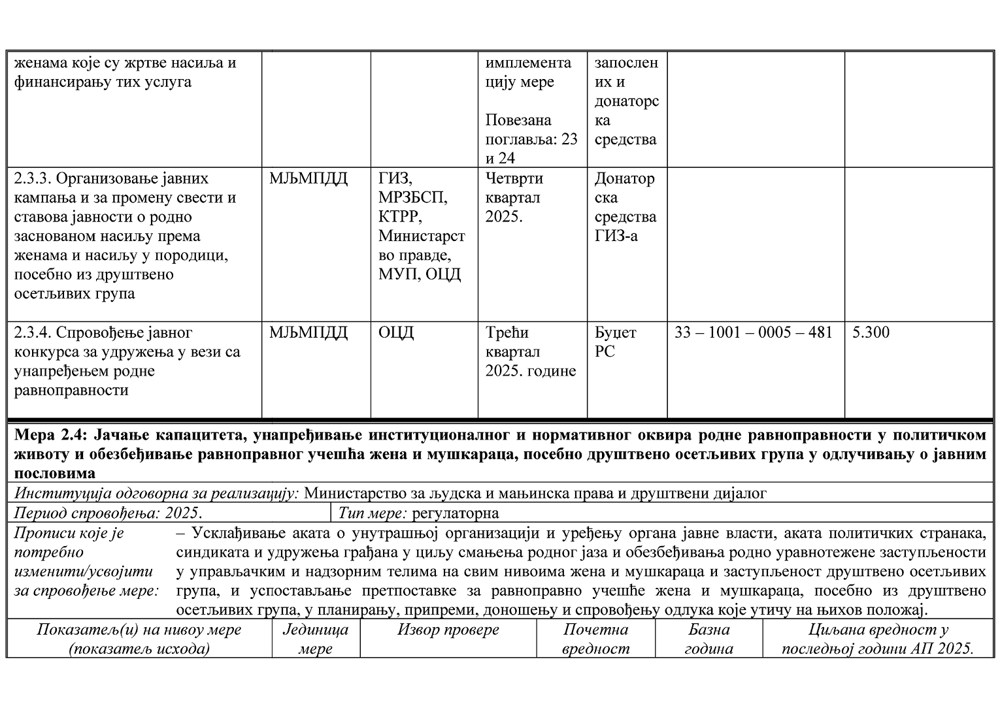 женама које су жртве насиља и
финансирању тих услуга
имплемента
цију мере
Повезана
поглавља: 23
и 24
запослен
их и
донаторс
ка
средства
2.3.3. Организовање јавних
кампања и за промену свести и
ставова јавности о родно
заснованом насиљу према
женама и насиљу у породици,
посебно из друштвено
осетљивих група
МЉМПДД
ГИЗ,
МРЗБСП,
КТРР,
Министарст
во правде,
МУП, ОЦД
Четврти
квартал
2025.
Донатор
ска
средства
ГИЗ-а
2.3.4. Спровођење јавног
конкурса за удружења у вези са
унапређењем родне
равноправности
МЉМПДД
ОЦД
Трећи
квартал
2025. године
Буџет
РС
33 – 1001 – 0005 – 481
5.300
Мера 2.4: Јачање капацитета, унапређивање институционалног и нормативног оквира родне равноправности у политичком
животу и обезбеђивање равноправног учешћа жена и мушкараца, посебно друштвено осетљивих група у одлучивању о јавним
пословима
Институција одговорна за реализацију: Министарство за људска и мањинска права и друштвени дијалог
Период спровођења: 2025.
Тип мере: регулаторна
Прописи које је
потребно
изменити/усвојити
за спровођење мере:
– Усклађивање аката о унутрашњој организацији и уређењу органа јавне власти, аката политичких странака,
синдиката и удружења грађана у циљу смањења родног јаза и обезбеђивања родно уравнотежене заступљености
у управљачким и надзорним телима на свим нивоима жена и мушкараца и заступљеност друштвено осетљивих
група, и успостављање претпоставке за равноправно учешће жена и мушкараца, посебно из друштвено
осетљивих група, у планирању, припреми, доношењу и спровођењу одлука које утичу на њихов положај.
Показатељ(и) на нивоу мере
(показатељ исхода)
Јединица
мере
Извор провере
Почетна
вредност
Базна
година
Циљана вредност у
последњој години АП 2025.